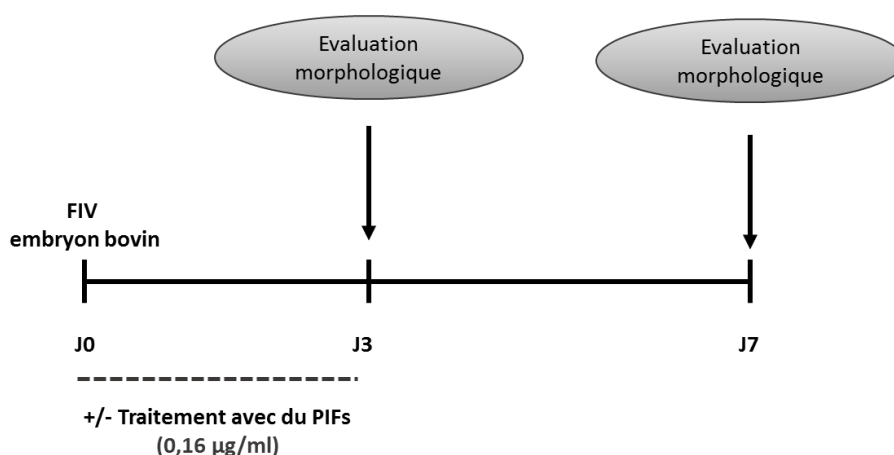 Evaluation
morphologique
Evaluation
morphologique
FIV
embryon bovin
J0
J3
J7
+/- Traitement avec du PIFs
(0,16 µg/ml)